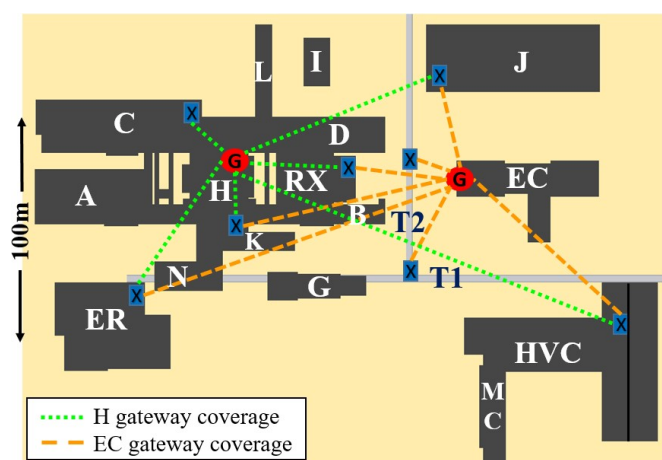 L
I
J
X
X
C
D
G
H
X
X
G
EC
A
RX
B
T2
X
K
100m
N
X
T1
G
X
ER
X
HVC
M
C
H gateway coverage
EC gateway coverage